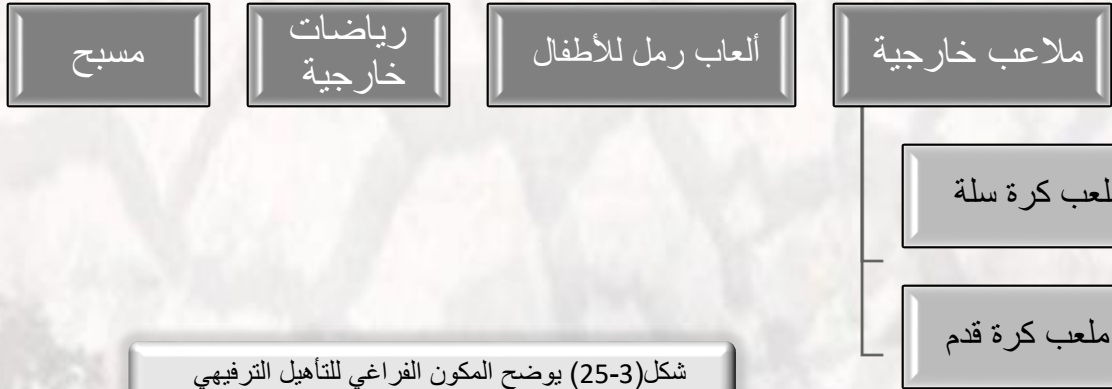 ملاعب خارجية
ألعاب رمل للأطفال
رياضات
خارجية
مسبح
لعب كرة سلة
ملعب كرة قدم
شكل(3-25) يوضح المكون الفراغي للتأهيل الترفيهي